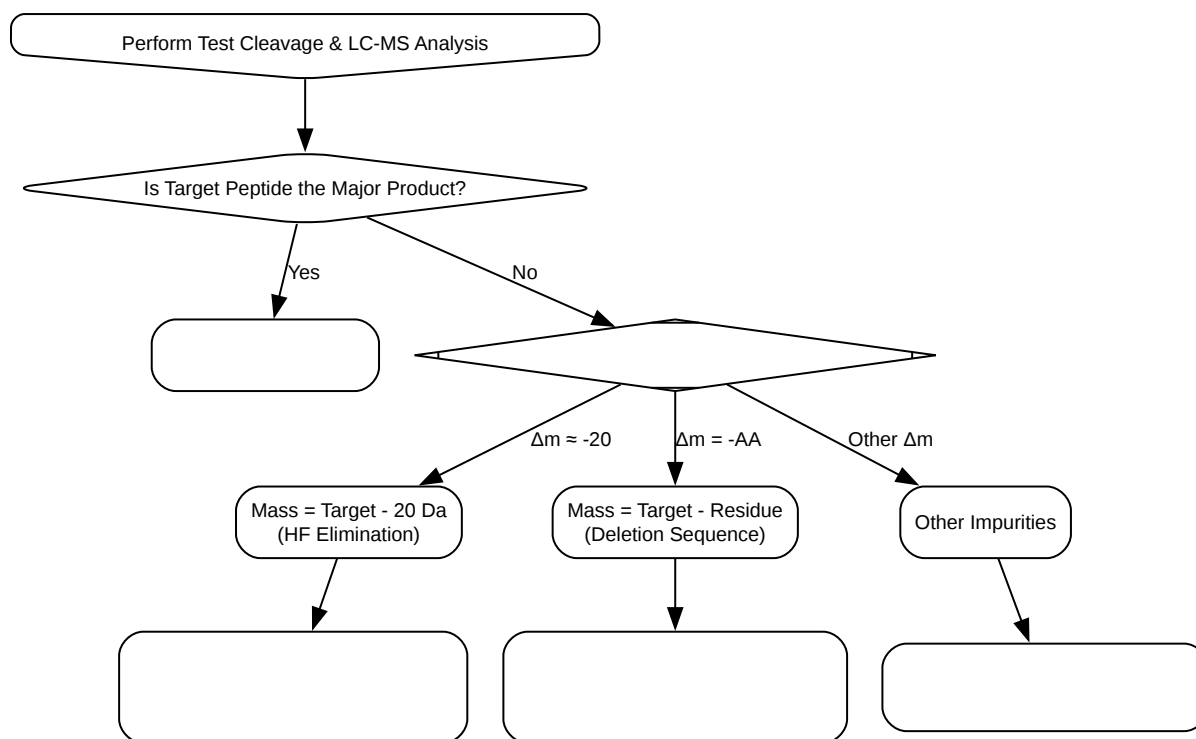 Perform Test Cleavage & LC-MS Analysis
Is Target Peptide the Major Product?
Yes
No
Δm ≈ -20
Δm = -AA
Other Δm
Mass = Target - 20 Da
(HF Elimination)
Mass = Target - Residue
(Deletion Sequence)
Other Impurities